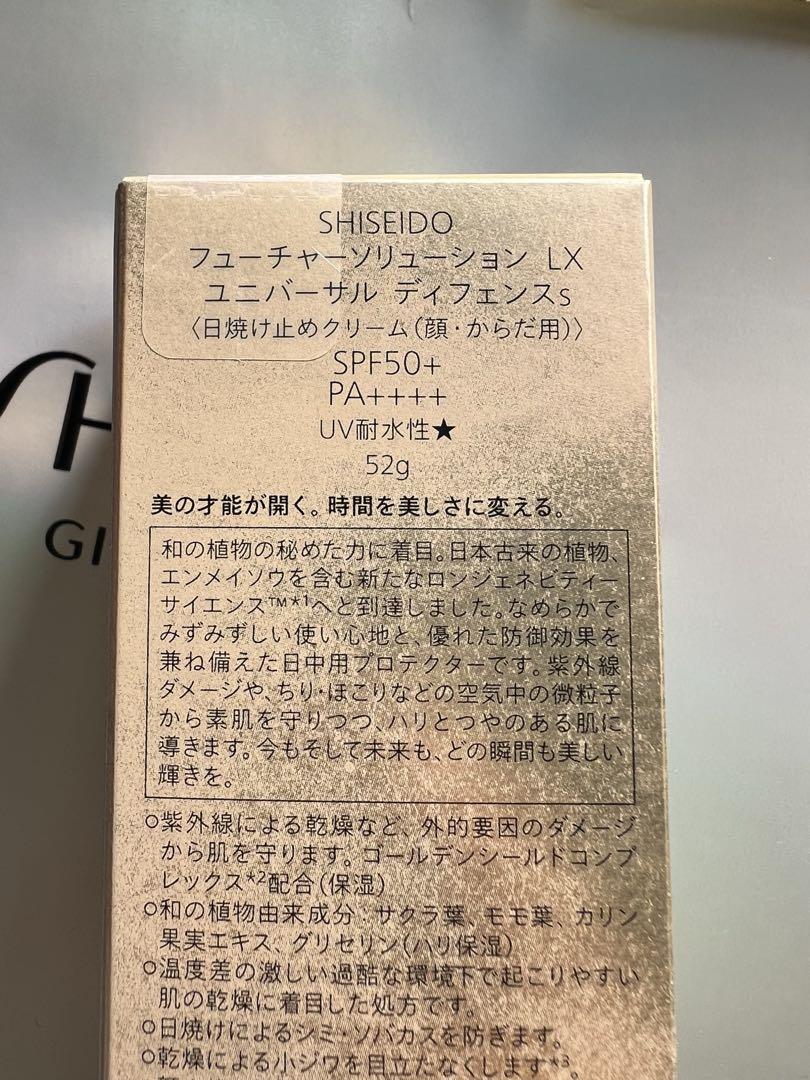 SHISEIDO
フューチャーソリューション LX
ユニバーサル ディフェンスs
〈日焼け止めクリーム(顔・からだ用)〉
SPF50+
PA++++
UV耐水性★
52g
美の才能が開く。時間を美しさに変える。
和の植物の秘めた力に着目。日本古来の植物、
エンメイソウを含む新たなロンジェネビティー
サイエンス™*1へと到達しました。なめらかで
みずみずしい使い心地と、優れた防御効果を
兼ね備えた日中用プロテクターです。紫外線
ダメージや、ちり・ほこりなどの空気中の微粒子
から素肌を守りつつ、ハリとつやのある肌に
導きます。今もそして未来も、どの瞬間も美しい
輝きを。
○紫外線による乾燥など、外的要因のダメージ
から肌を守ります。ゴールデンシールドコンプ
レックス*2配合(保湿)
○和の植物由来成分:サクラ葉、モモ葉、カリン
果実エキス、グリセリン(ハリ保湿)
○温度差の激しい過酷な環境下で起こりやすい
肌の乾燥に着目した処方です。
○日焼けによるシミ・ソバカスを防ぎます。
○乾燥による小ジワを目立たなくします*3。
H
GI